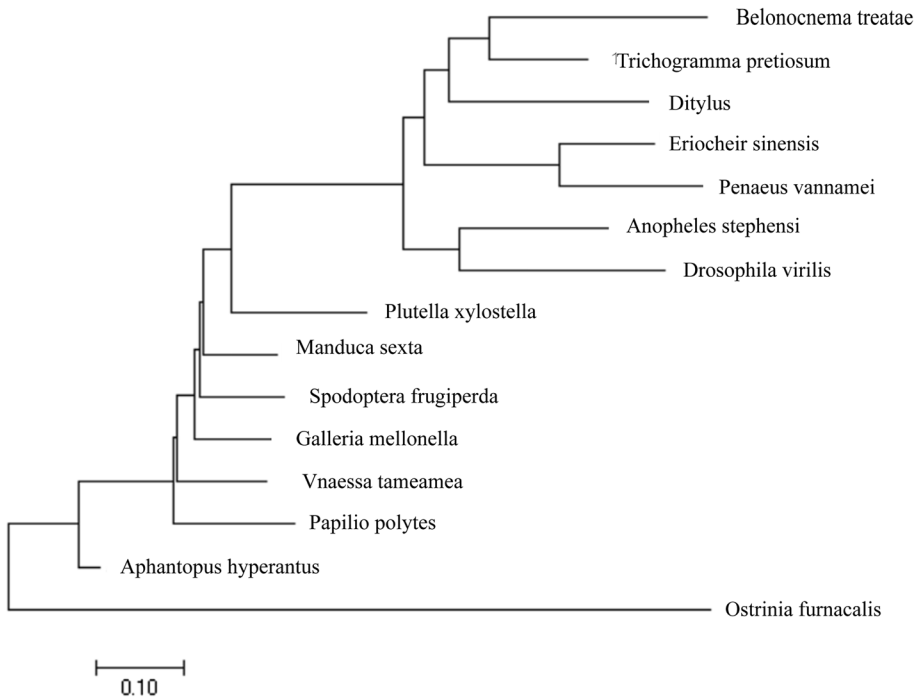 Belonocnema treatae
Trichogramma pretiosum
Ditylus
Eriocheir sinensis
Penaeus vannamei
Anopheles stephensi
Drosophila virilis
Plutella xylostella
Manduca sexta
Spodoptera frugiperda
Galleria mellonella
Vnaessa tameamea
Papilio polytes
Aphantopus hyperantus
Ostrinia furnacalis
0.10